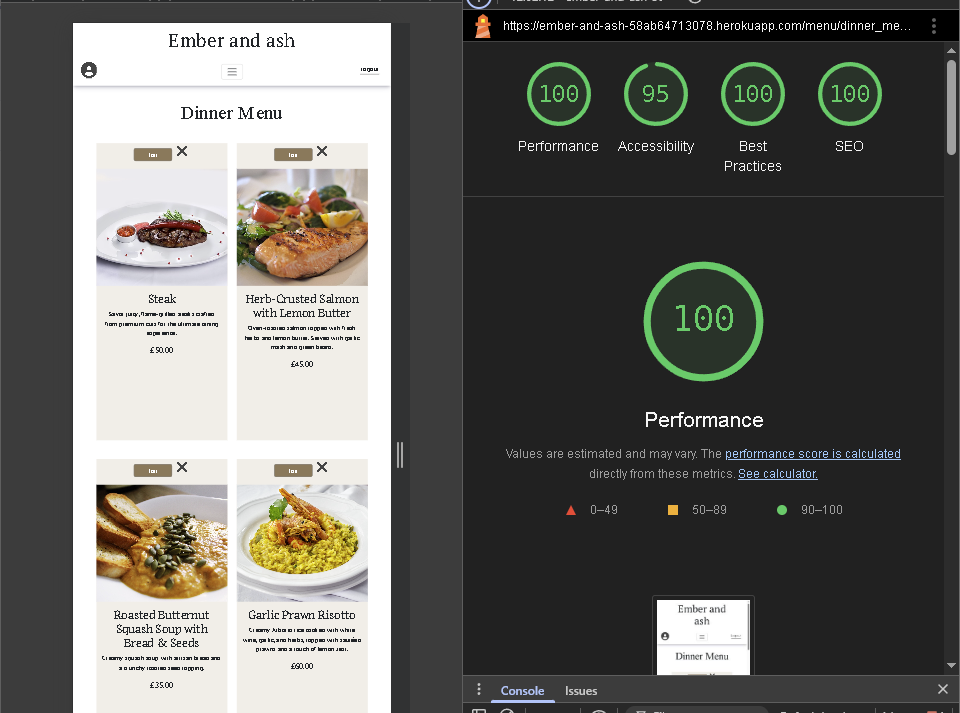 Ember and ash
logout
Dinner Menu
Edit
Edit
Steak
Savor juicy, flame-grilled steaks crafted
from premium cuts for the ultimate dining
experience.
£50.00
Herb-Crusted Salmon
with Lemon Butter
Oven-roasted salmon topped with fresh
herbs and lemon butter. Served with garlic
mash and green beans.
£45.00
Edit
Edit
Roasted Butternut
Squash Soup with
Bread & Seeds
Creamy squash soup with artisan bread and
a crunchy roasted seed topping.
£35.00
Garlic Prawn Risotto
Creamy Arborio rice cooked with white
wine, garlic, and herbs, topped with sautéed
prawns and a touch of lemon zest.
£60.00
https://ember-and-ash-58ab64713078.herokuapp.com/menu/dinner_me...
100
95
100
100
Performance
Accessibility
Best
Practices
SEO
100
Performance
Values are estimated and may vary. The performance score is calculated
directly from these metrics. See calculator.
0–49
50–89
90–100
Ember and
ash
Dinner Menu
Console
Issues